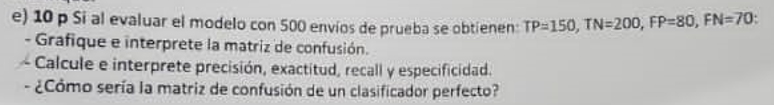 e) 10 p Si al evaluar el modelo con 500 envíos de prueba se obtienen: TP=150, TN=200, FP=80, FN=70:
- Grafique e interprete la matriz de confusión.
- Calcule e interprete precisión, exactitud, recall y especificidad.
- ¿Cómo sería la matriz de confusión de un clasificador perfecto?